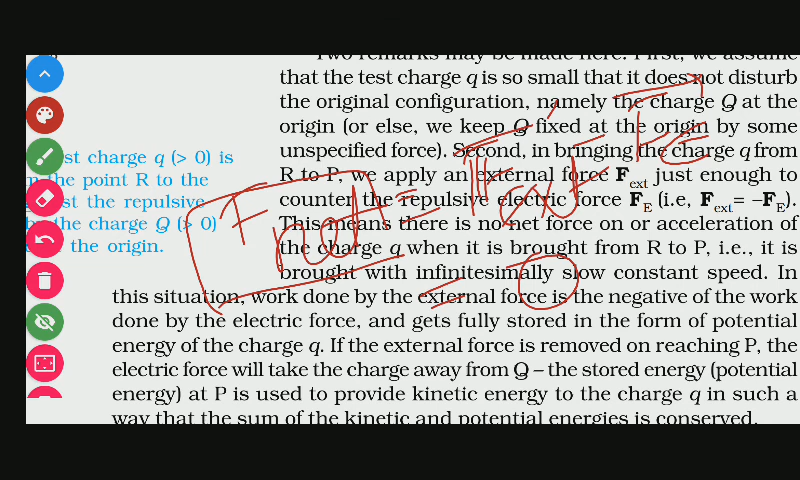 Two remarks may be made here. First, we assume
that the test charge q is so small that it does not disturb
the original configuration, namely the charge Q at the
origin (or else, we keep Q fixed at the origin by some
unspecified force). Second, in bringing the charge q from
R to P, we apply an external force Fext just enough to
counter the repulsive electric force FE (i.e, Fext= –FE).
This means there is no net force on or acceleration of
the charge q when it is brought from R to P, i.e., it is
brought with infinitesimally slow constant speed. In
this situation, work done by the external force is the negative of the work
done by the electric force, and gets fully stored in the form of potential
energy of the charge q. If the external force is removed on reaching P, the
electric force will take the charge away from Q – the stored energy (potential
energy) at P is used to provide kinetic energy to the charge q in such a
way that the sum of the kinetic and potential energies is conserved.
st charge q (> 0) is
the point R to the
st the repulsive
the charge Q (> 0)
the origin.